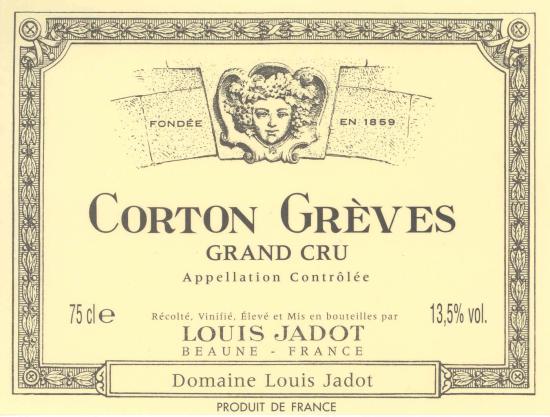 FONDÉE EN 1859
CORTON GRÈVES
GRAND CRU
Appellation Contrôlée
75 cl e
Récolté, Vinifié, Élevé et Mis en bouteilles par
13,5% vol.
LOUIS JADOT
BEAUNE - FRANCE
Domaine Louis Jadot
PRODUIT DE FRANCE